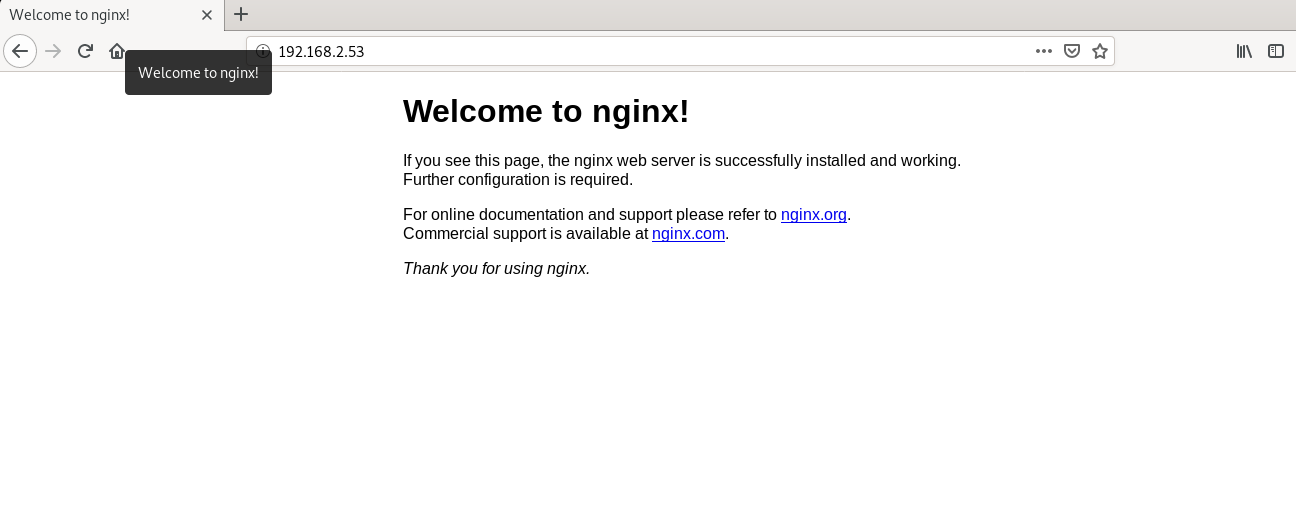 Welcome to nginx!
192.168.2.53
Welcome to nginx!
Welcome to nginx!
If you see this page, the nginx web server is successfully installed and working.
Further configuration is required.
For online documentation and support please refer to nginx.org.
Commercial support is available at nginx.com.
Thank you for using nginx.